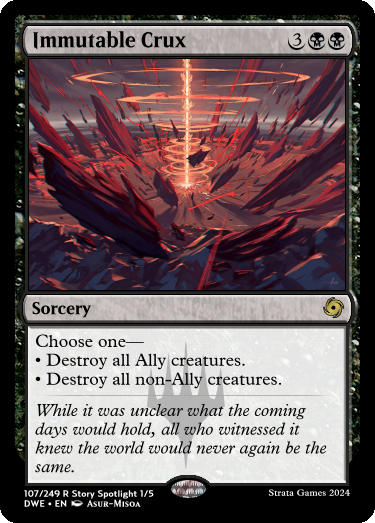 Immutable Crux 3
Sorcery
Choose one—
• Destroy all Ally creatures.
• Destroy all non-Ally creatures.
While it was unclear what the coming
days would hold, all who witnessed it
knew the world would never again be the
same.
107/249 R Story Spotlight 1/5
DWE • EN Asur-Misoa
Strata Games 2024